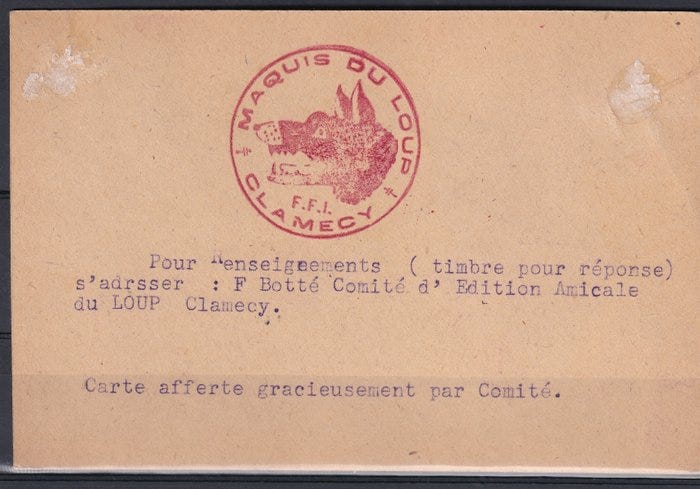 MAQUIS DU LOUP
F.F.I.
CLAMECY
Pour Renseignements ( timbre pour réponse)
s'adrsser : F Botté Comité d' Edition Amicale
du LOUP Clamecy.
Carte afferte gracieusement par Comité.